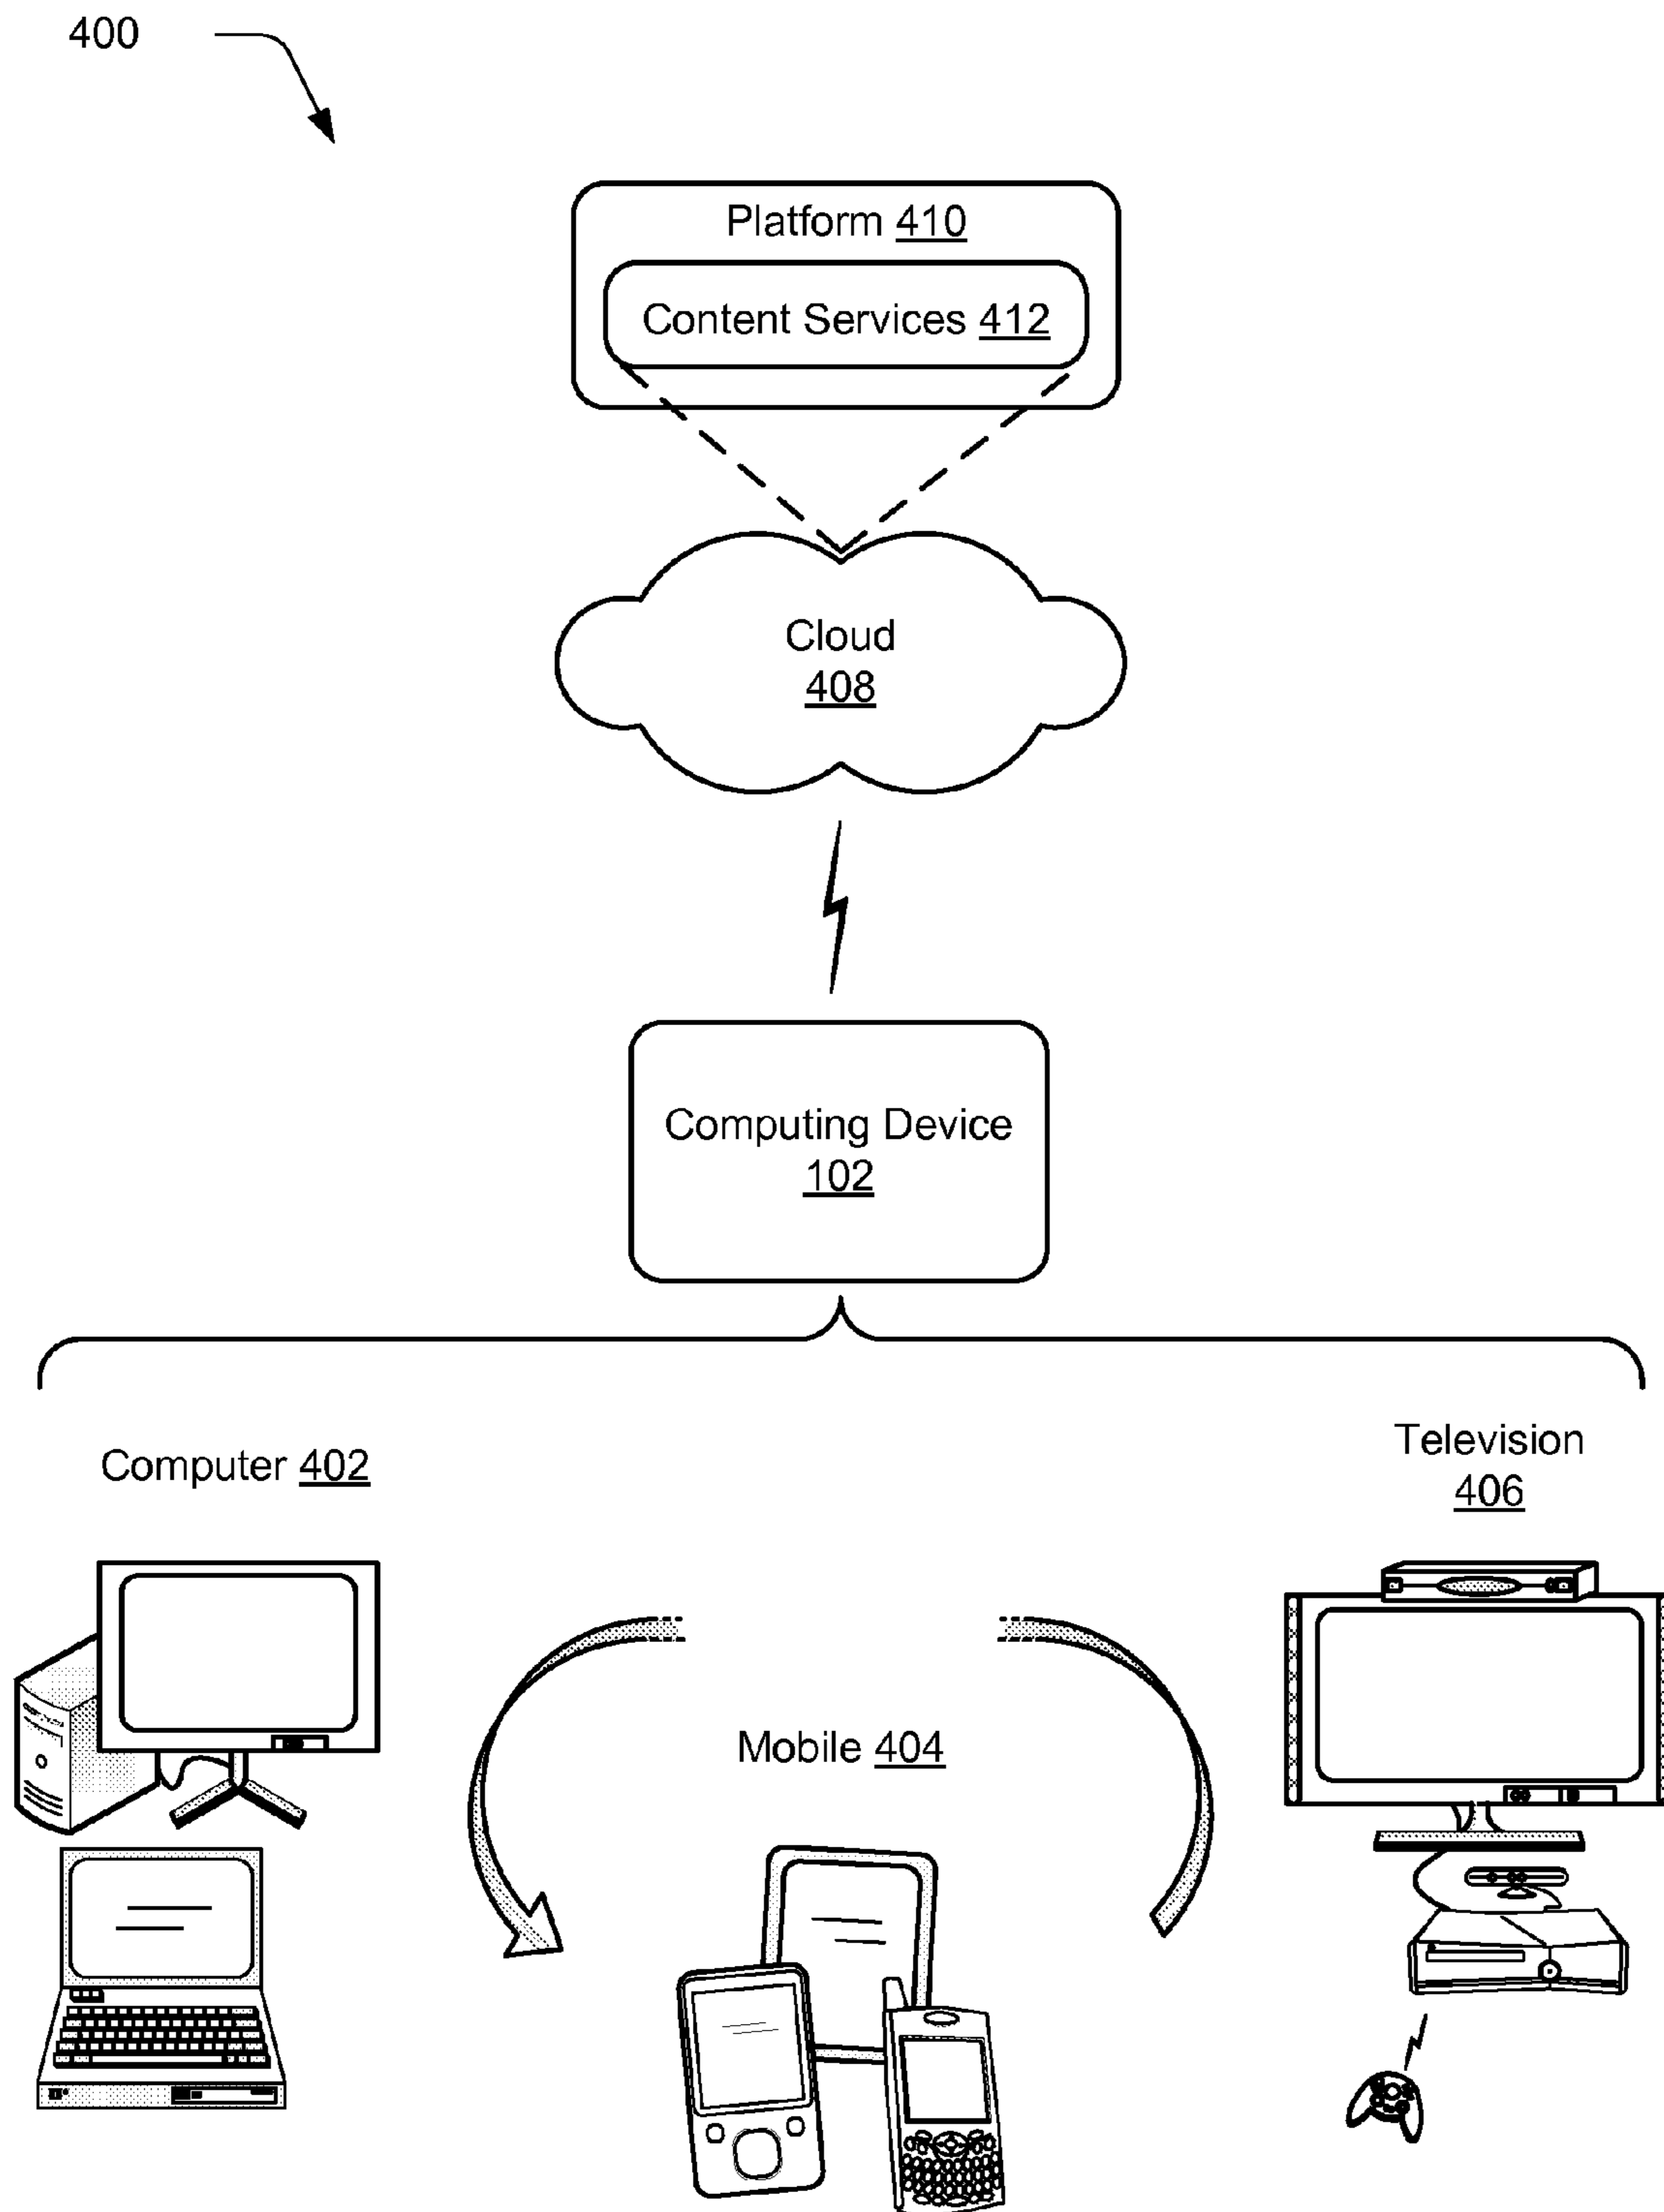 400
Platform 410
Content Services 412
Cloud
408
Computing Device
102
Computer 402
Television
406
Mobile 404